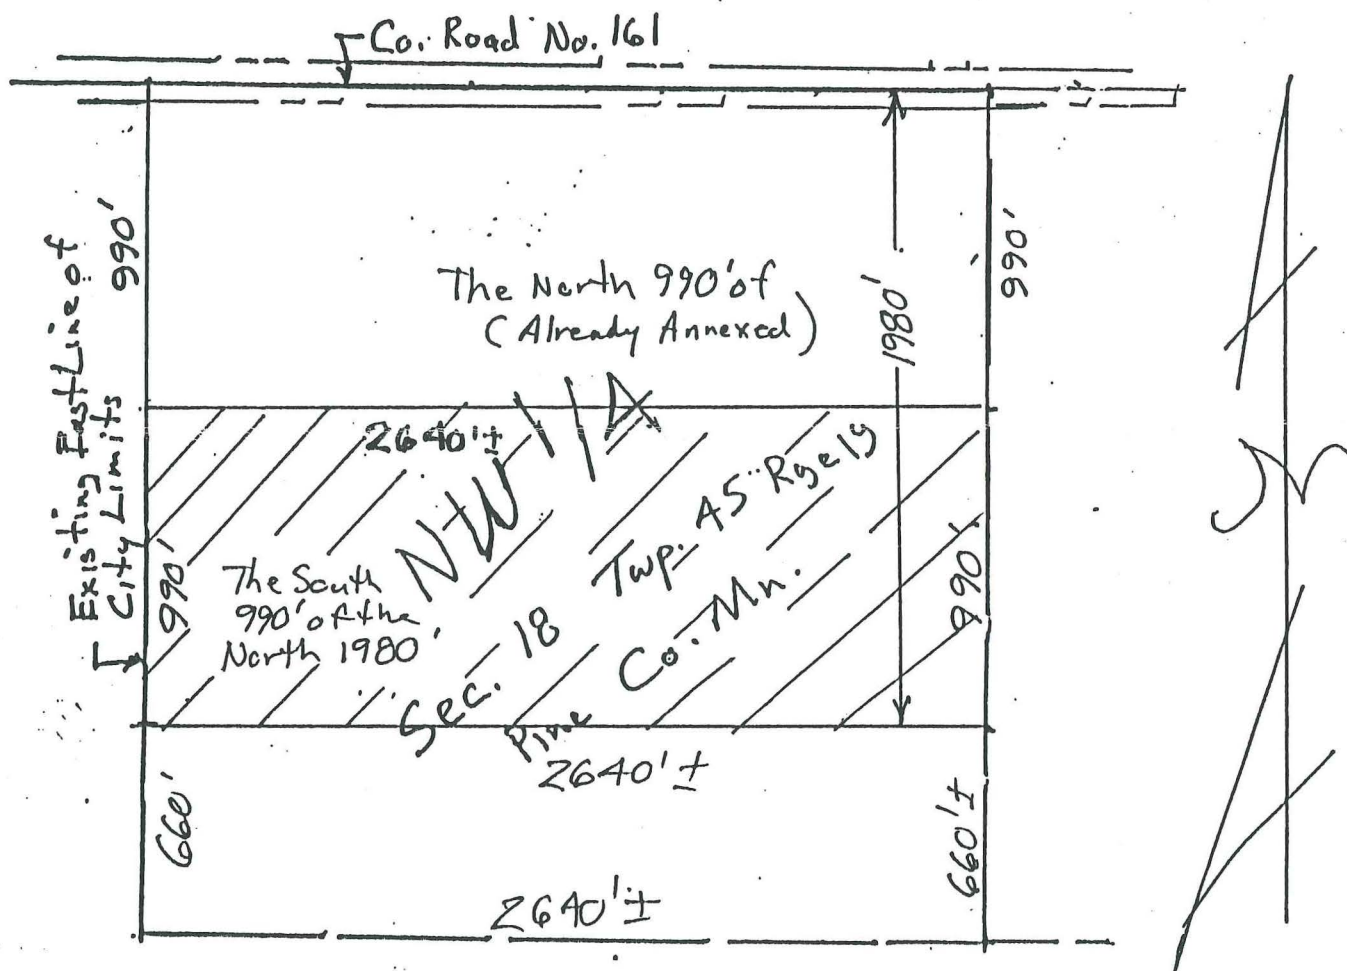 Co. Road No. 161
990'
990'
1980'
Existing East Line of
City Limits
The North 990' of
(Already Annexed)
2640'±
NW 1/4
Sec. 18 Twp. 45 Rge 19
Pine Co. Mn.
990'
The South
990' of the
North 1980'
990'
2640'±
660'
660'±
2640'±